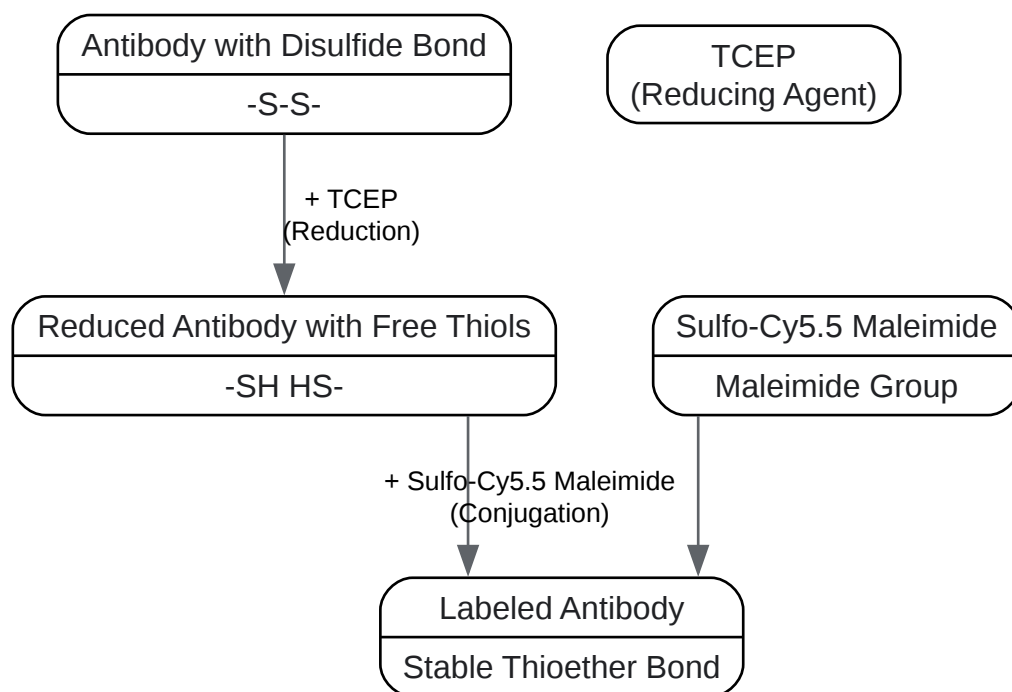 Antibody with Disulfide Bond
-S-S-
TCEP
(Reducing Agent)
+ TCEP
(Reduction)
Reduced Antibody with Free Thiols
-SH HS-
Sulfo-Cy5.5 Maleimide
Maleimide Group
+ Sulfo-Cy5.5 Maleimide
(Conjugation)
Labeled Antibody
Stable Thioether Bond